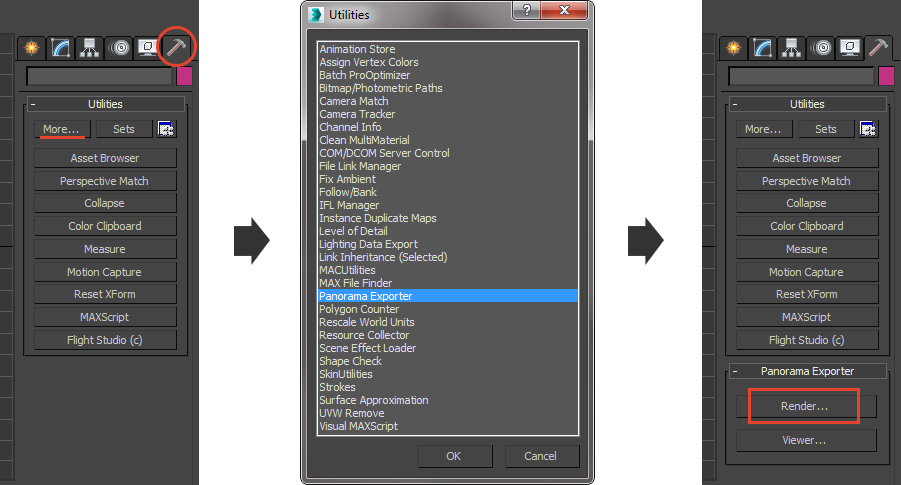 -
Utilities
More...
Sets
Asset Browser
Perspective Match
Collapse
Color Clipboard
Measure
Motion Capture
Reset XForm
MAXScript
Flight Studio (c)
Utilities
?
X
Animation Store
Assign Vertex Colors
Batch ProOptimizer
Bitmap/Photometric Paths
Camera Match
Camera Tracker
Channel Info
Clean MultiMaterial
COM/DCOM Server Control
File Link Manager
Fix Ambient
Follow/Bank
IFL Manager
Instance Duplicate Maps
Level of Detail
Lighting Data Export
Link Inheritance (Selected)
MACUtilities
MAX File Finder
Panorama Exporter
Polygon Counter
Rescale World Units
Resource Collector
Scene Effect Loader
Shape Check
SkinUtilities
Strokes
Surface Approximation
UVW Remove
Visual MAXScript
OK
Cancel
-
Utilities
More...
Sets
Asset Browser
Perspective Match
Collapse
Color Clipboard
Measure
Motion Capture
Reset XForm
MAXScript
Flight Studio (c)
-
Panorama Exporter
Render...
Viewer...